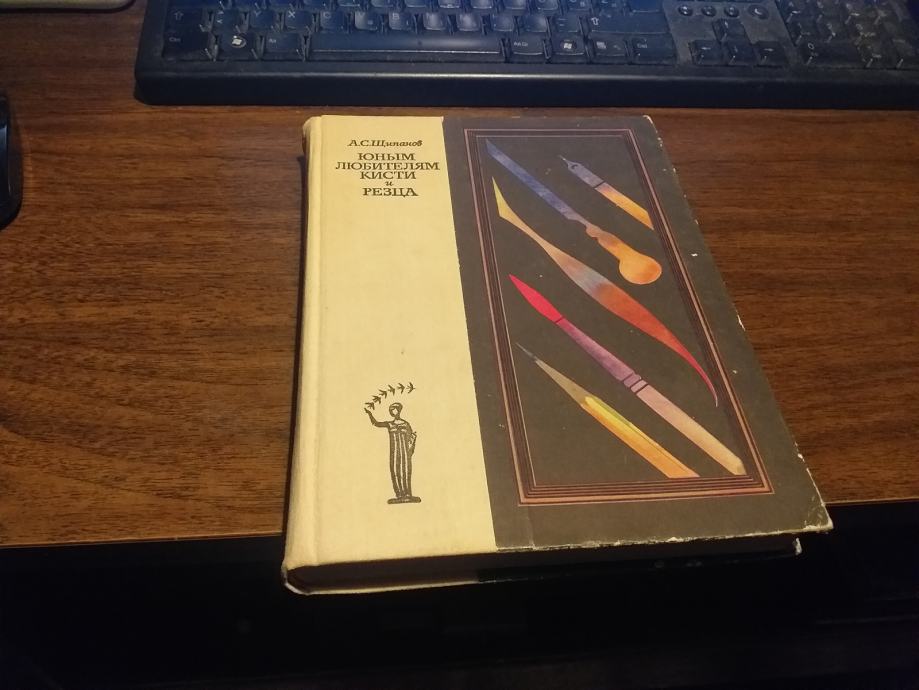 А.С.Щипанов
ЮНЫМ
ЛЮБИТЕЛЯМ
КИСТИ
и
РЕЗЦА